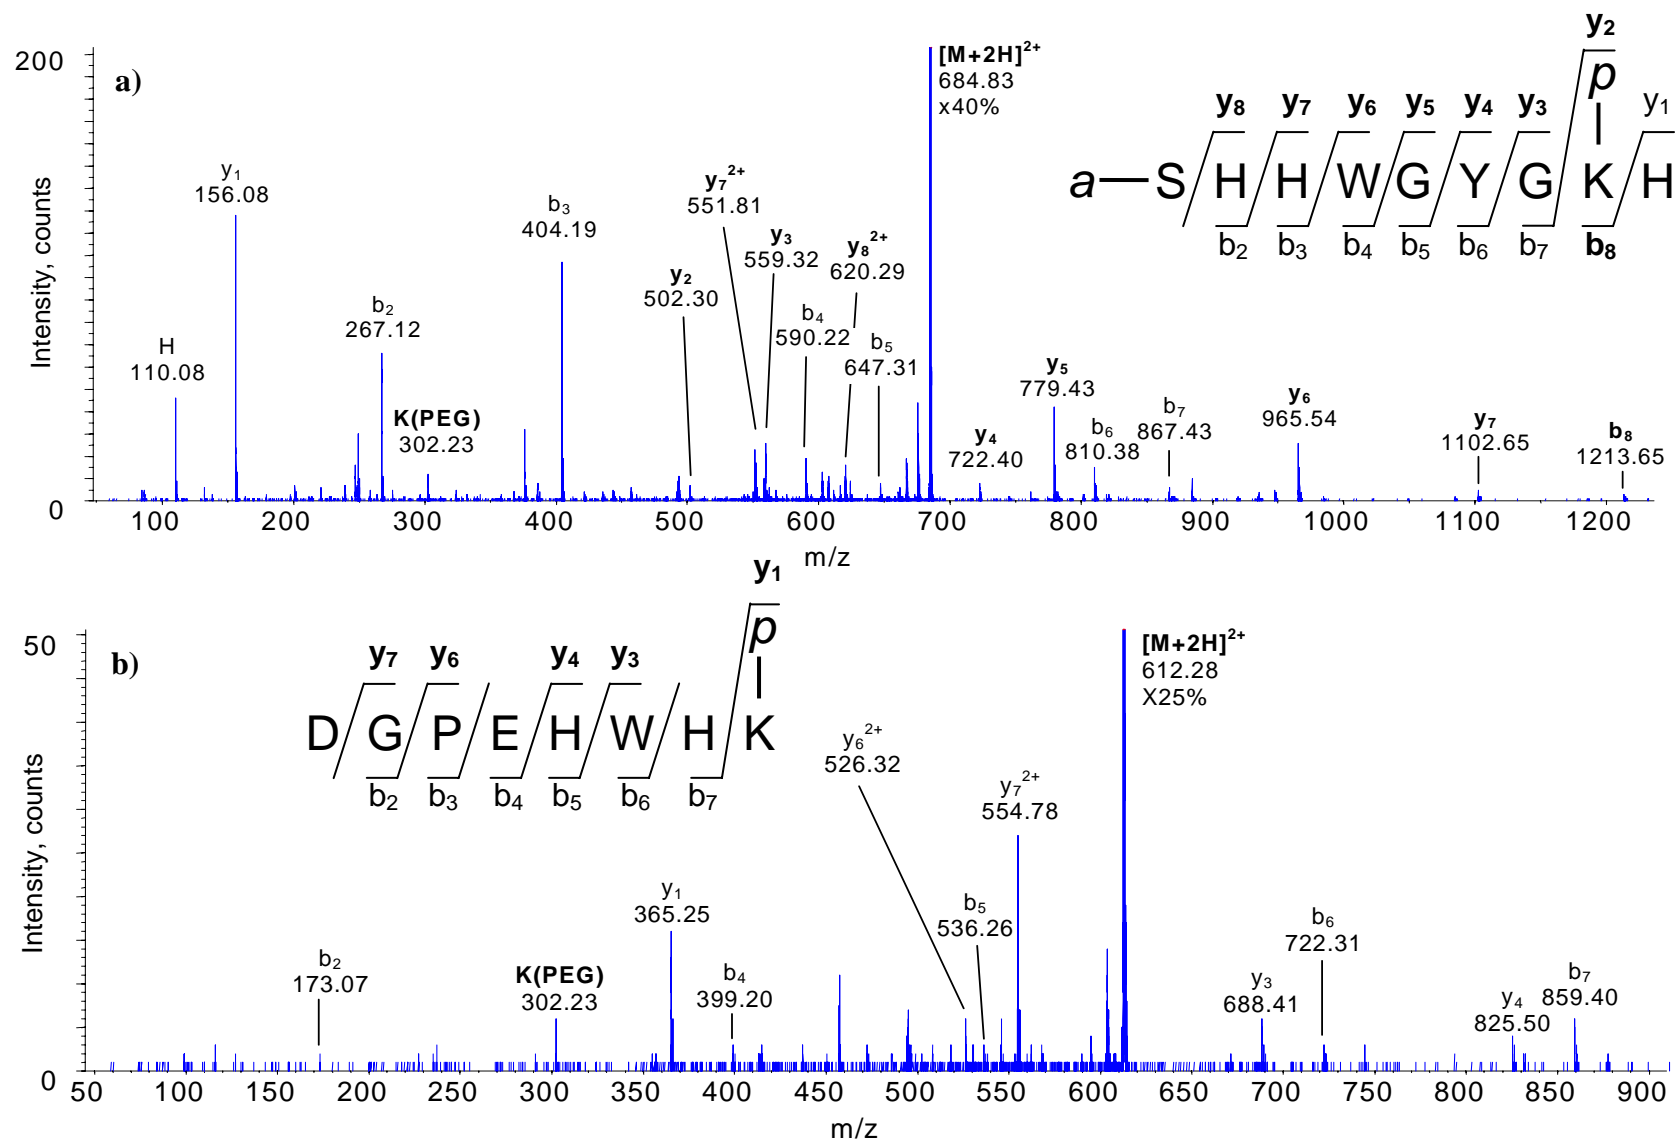 200
a)
[M+2H]2+
684.83
x40%
y2
p
y8 y7 y6 y5 y4 y3 y1
a S H H W G Y G K H
b2 b3 b4 b5 b6 b7 b8
y1
156.08
b3
404.19
y7 2+
551.81
y3
559.32
y8 2+
620.29
y2
502.30
b2
267.12
H
110.08
K(PEG)
302.23
b4
590.22
b5
647.31
y4
722.40
y5
779.43
b6
810.38
b7
867.43
y6
965.54
y7
1102.65
b8
1213.65
Intensity, counts
0
100 200 300 400 500 600 700 800 900 1000 1100 1200
m/z
50
b)
y1
p
y7 y6 y4 y3
D G P E H W H K
b2 b3 b4 b5 b6 b7
[M+2H]2+
612.28
X25%
y6 2+
526.32
y7 2+
554.78
y1
365.25
b5
536.26
b2
173.07
K(PEG)
302.23
b4
399.20
y3
688.41
b6
722.31
y4
825.50
b7
859.40
Intensity, counts
0
50 100 150 200 250 300 350 400 450 500 550 600 650 700 750 800 850 900
m/z